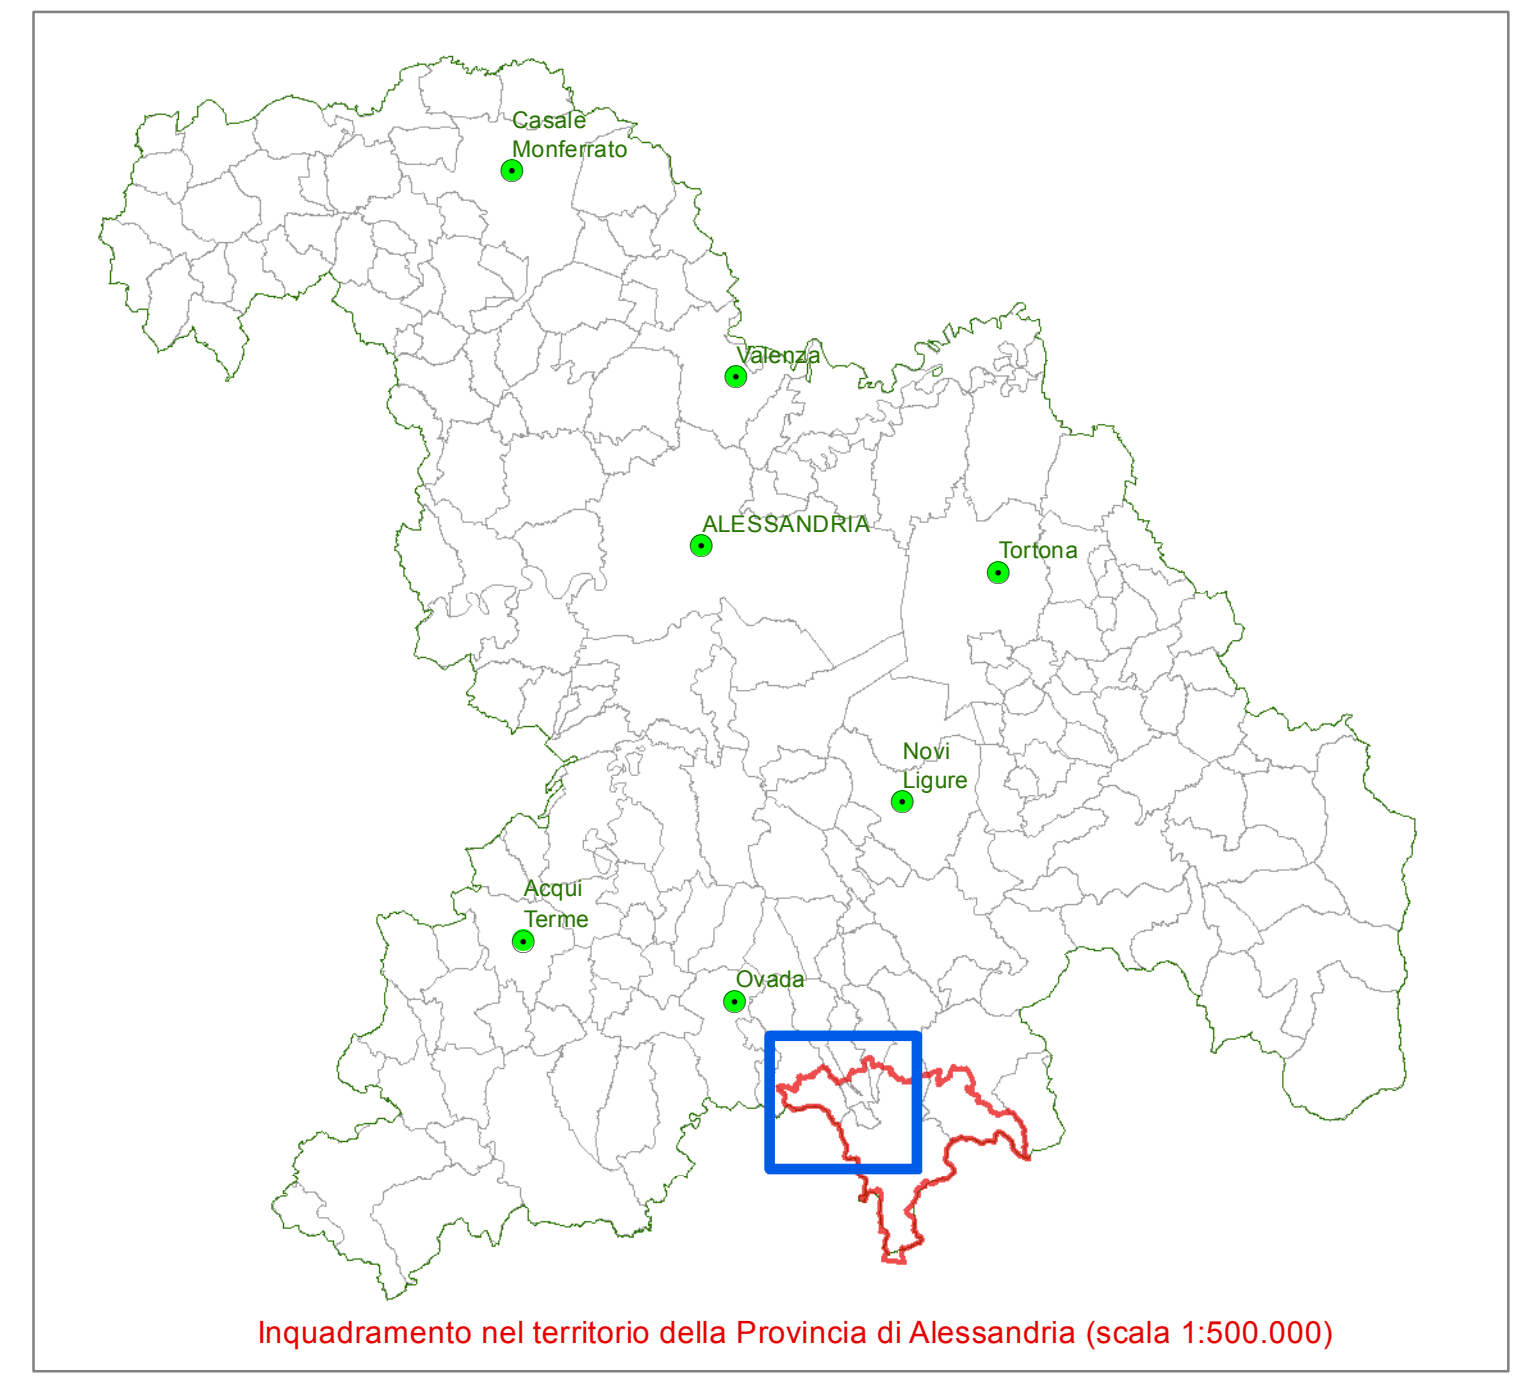 Casale
Monferrato
Valenza
ALESSANDRIA
Tortona
Novi
Ligure
Acqui
Terme
Ovada
Inquadramento nel territorio della Provincia di Alessandria (scala 1:500.000)